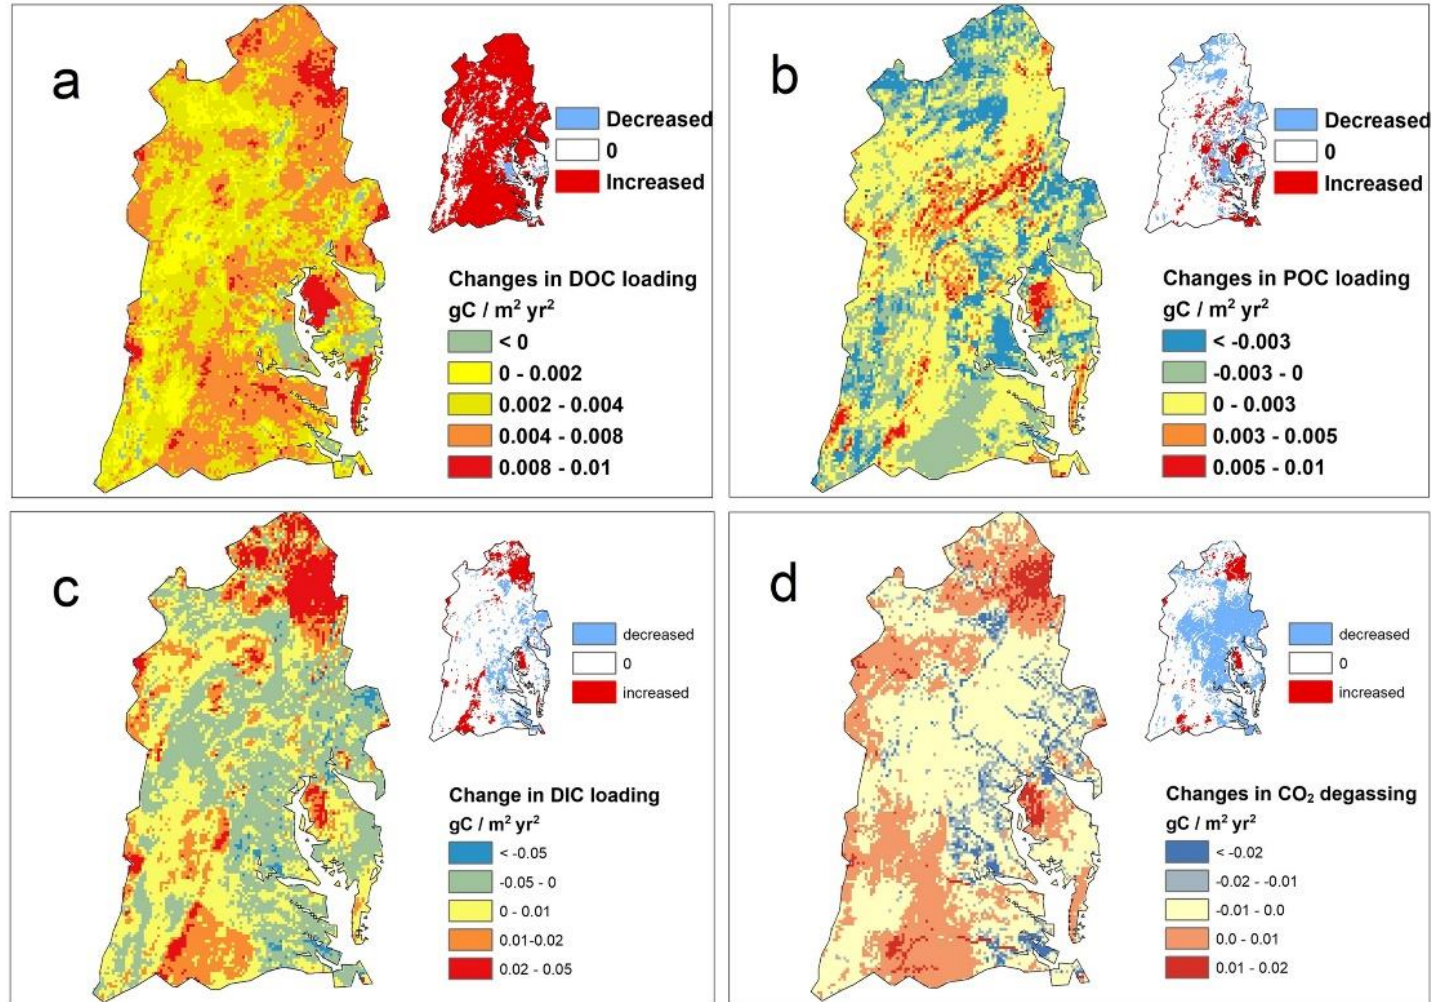 a
Decreased
0
Increased
Changes in DOC loading
gC / m² yr²
< 0
0 - 0.002
0.002 - 0.004
0.004 - 0.008
0.008 - 0.01
b
Decreased
0
Increased
Changes in POC loading
gC / m² yr²
< -0.003
-0.003 - 0
0 - 0.003
0.003 - 0.005
0.005 - 0.01
c
decreased
0
increased
Change in DIC loading
gC / m² yr²
< -0.05
-0.05 - 0
0 - 0.01
0.01-0.02
0.02 - 0.05
d
decreased
0
increased
Changes in CO₂ degassing
gC / m² yr²
< -0.02
-0.02 - -0.01
-0.01 - 0.0
0.0 - 0.01
0.01 - 0.02